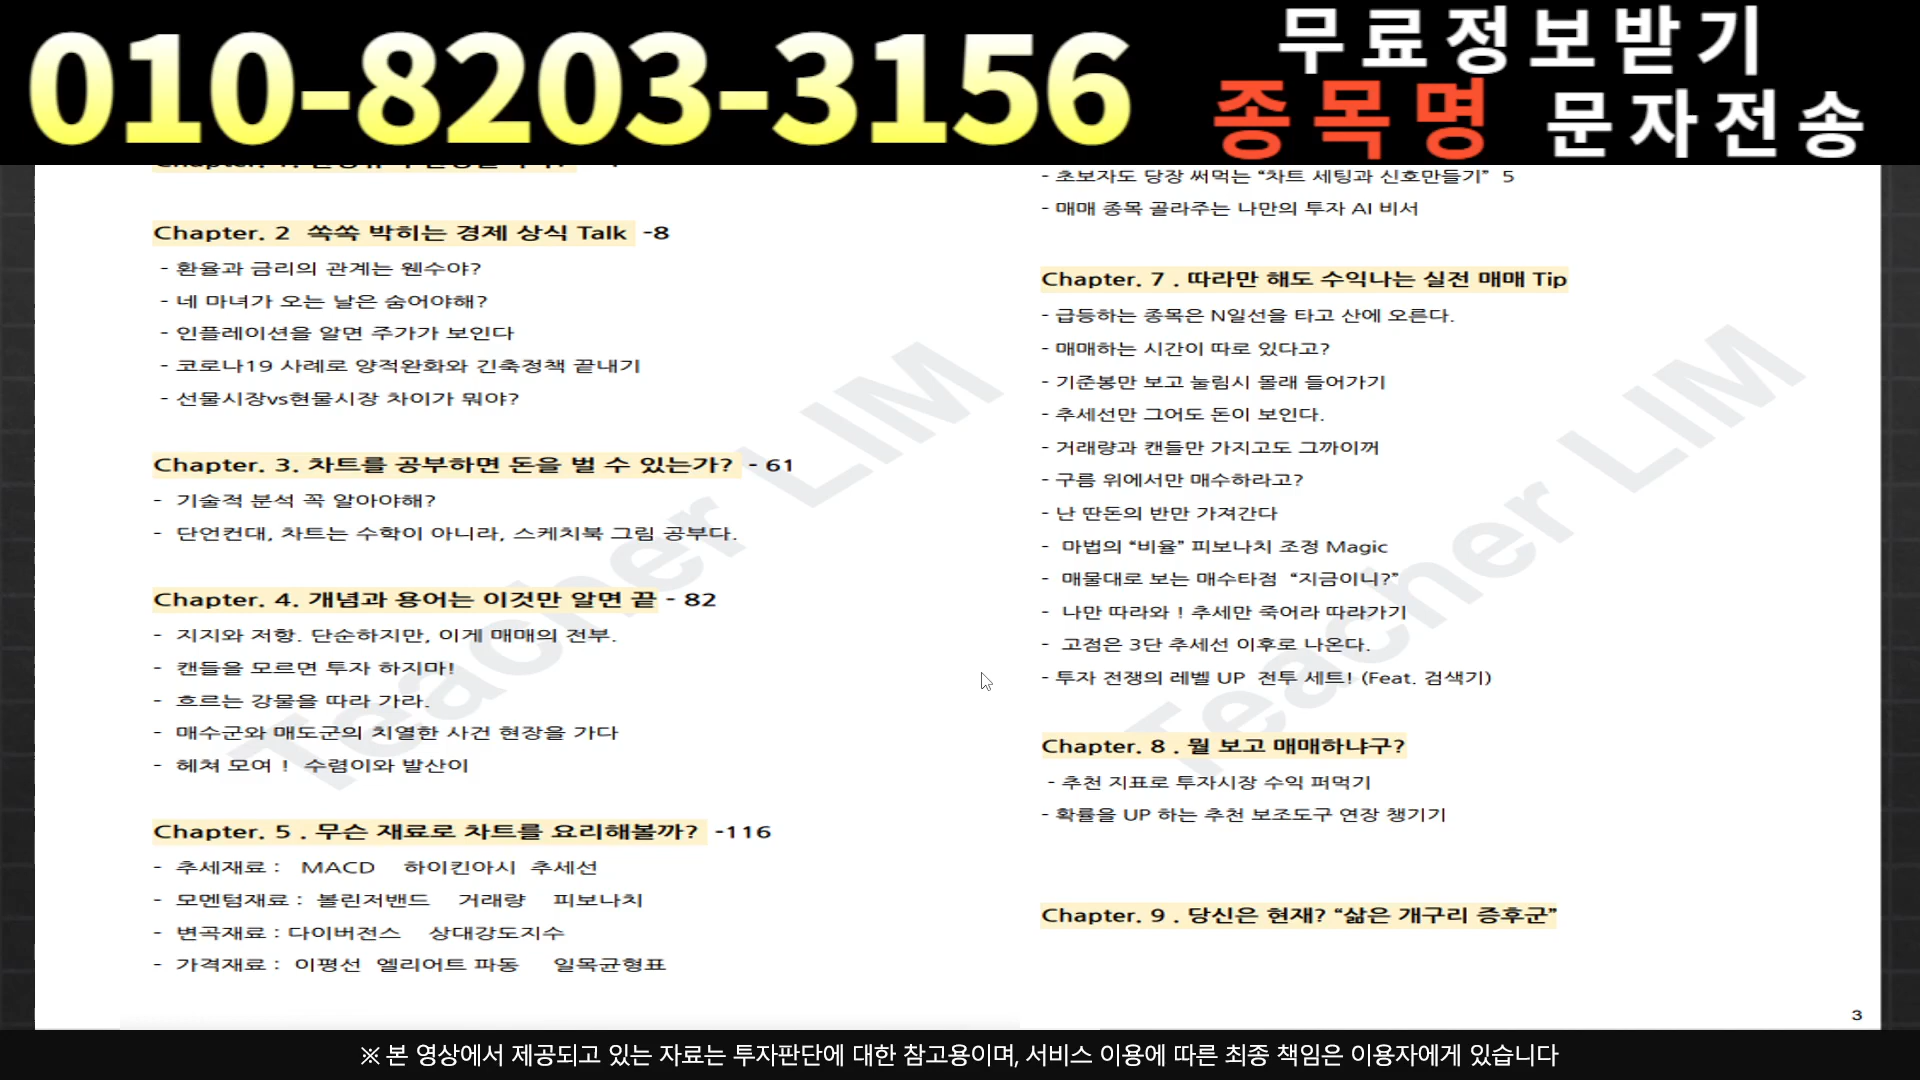 010-8203-3156
무료정보받기
종목명 문자전송
Chapter. 2 쏙쏙 박히는 경제 상식 Talk -8
- 환율과 금리의 관계는 웬수야?
- 네 마녀가 오는 날은 숨어야해?
- 인플레이션을 알면 주가가 보인다
- 코로나19 사례로 양적완화와 긴축정책 끝내기
- 선물시장vs현물시장 차이가 뭐야?
Chapter. 3. 차트를 공부하면 돈을 벌 수 있는가? - 61
- 기술적 분석 꼭 알아야해?
- 단언컨대, 차트는 수학이 아니라, 스케치북 그림 공부다.
Chapter. 4. 개념과 용어는 이것만 알면 끝 - 82
- 지지와 저항. 단순하지만, 이게 매매의 전부.
- 캔들을 모르면 투자 하지마!
- 흐르는 강물을 따라 가라.
- 매수군와 매도군의 치열한 사건 현장을 가다
- 헤쳐 모여 ! 수렴이와 발산이
Chapter. 5 . 무슨 재료로 차트를 요리해볼까? -116
- 추세재료 : MACD 하이킨아시 추세선
- 모멘텀재료 : 볼린저밴드 거래량 피보나치
- 변곡재료 : 다이버전스 상대강도지수
- 가격재료 : 이평선 엘리어트 파동 일목균형표
- 초보자도 당장 써먹는 “차트 세팅과 신호만들기” 5
- 매매 종목 골라주는 나만의 투자 AI 비서
Chapter. 7 . 따라만 해도 수익나는 실전 매매 Tip
- 급등하는 종목은 N일선을 타고 산에 오른다.
- 매매하는 시간이 따로 있다고?
- 기준봉만 보고 눌림시 몰래 들어가기
- 추세선만 그어도 돈이 보인다.
- 거래량과 캔들만 가지고도 그까이꺼
- 구름 위에서만 매수하라고?
- 난 딴돈의 반만 가져간다
- 마법의 “비율” 피보나치 조정 Magic
- 매물대로 보는 매수타점 “지금이니?”
- 나만 따라와 ! 추세만 죽어라 따라가기
- 고점은 3단 추세선 이후로 나온다.
- 투자 전쟁의 레벨 UP 전투 세트! (Feat. 검색기)
Chapter. 8 . 뭘 보고 매매하냐구?
- 추천 지표로 투자시장 수익 퍼먹기
- 확률을 UP 하는 추천 보조도구 연장 챙기기
Chapter. 9 . 당신은 현재? “삶은 개구리 증후군”
Teacher LIM
Teacher LIM
3
※ 본 영상에서 제공되고 있는 자료는 투자판단에 대한 참고용이며, 서비스 이용에 따른 최종 책임은 이용자에게 있습니다